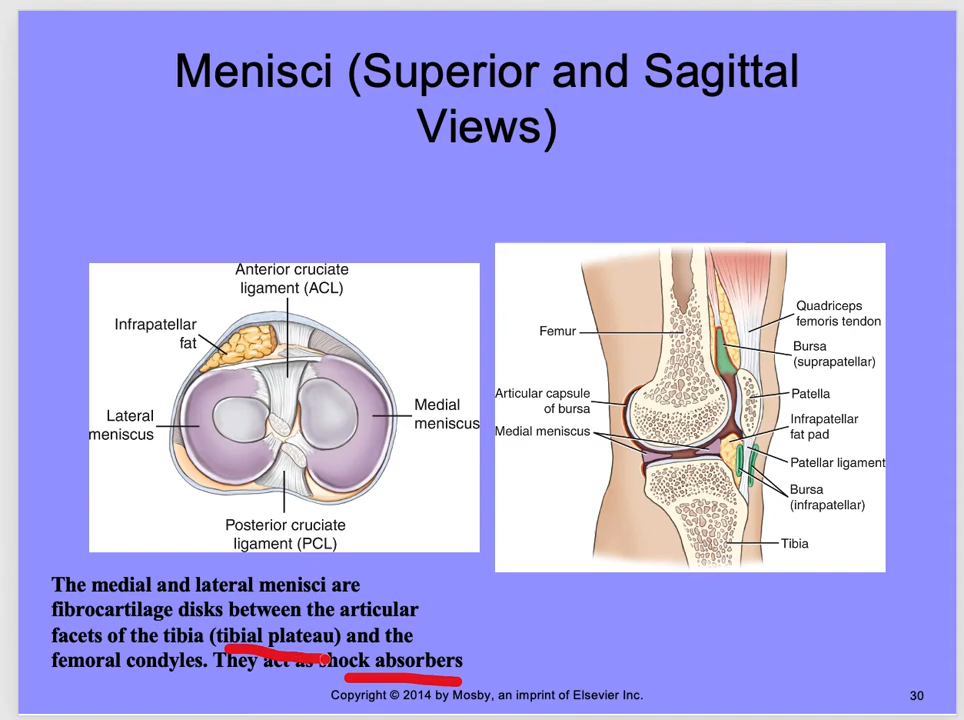 Menisci (Superior and Sagittal
Views)
Anterior cruciate
ligament (ACL)
Infrapatellar
fat
Lateral
meniscus
Medial
meniscus
Posterior cruciate
ligament (PCL)
Femur
Articular capsule
of bursa
Medial meniscus
Quadriceps
femoris tendon
Bursa
(suprapatellar)
Patella
Infrapatellar
fat pad
Patellar ligament
Bursa
(infrapatellar)
Tibia
The medial and lateral menisci are
fibrocartilage disks between the articular
facets of the tibia (tibial plateau) and the
femoral condyles. They act as shock absorbers
Copyright © 2014 by Mosby, an imprint of Elsevier Inc.
30